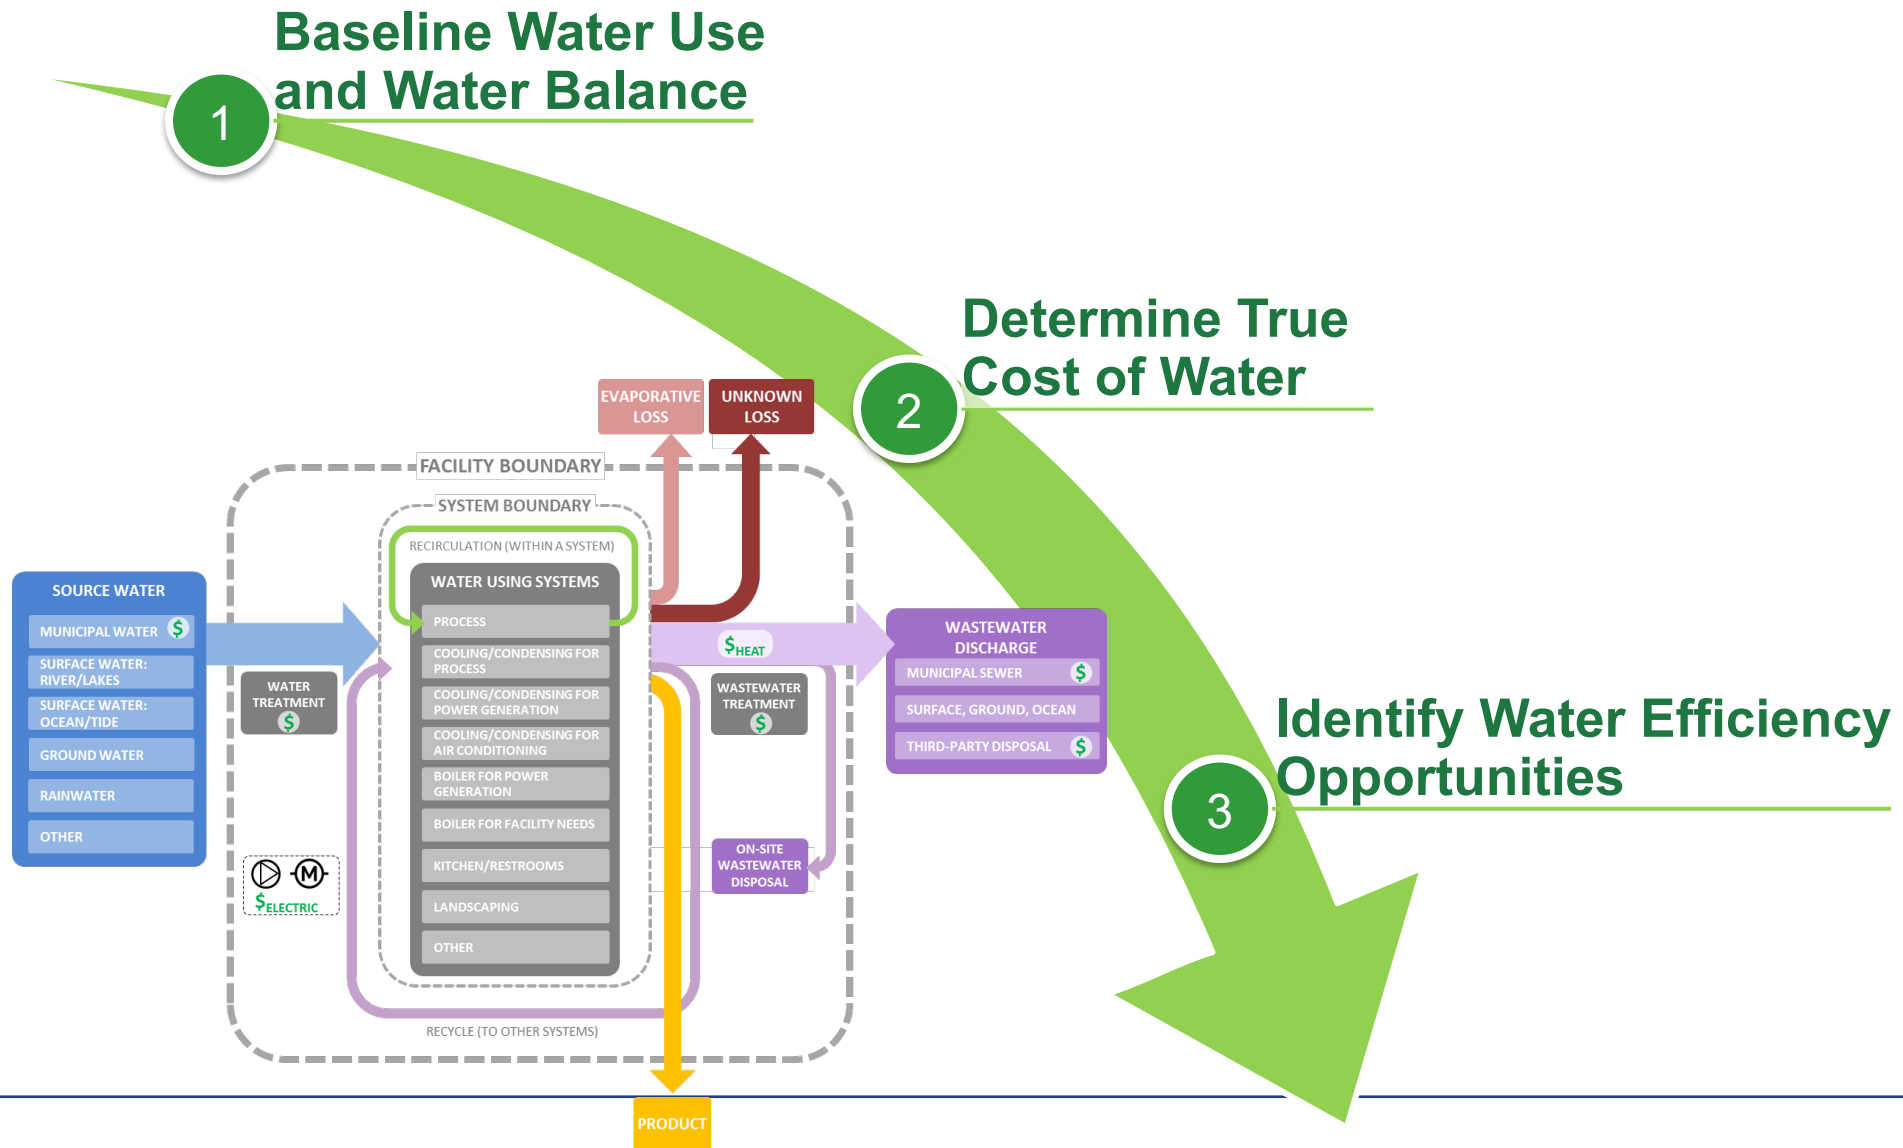 Baseline Water Use
and Water Balance
1
Determine True
Cost of Water
2
Identify Water Efficiency
Opportunities
3
EVAPORATIVE
LOSS
UNKNOWN
LOSS
FACILITY BOUNDARY
SYSTEM BOUNDARY
RECIRCULATION (WITHIN A SYSTEM)
SOURCE WATER
MUNICIPAL WATER $
SURFACE WATER:
RIVER/LAKES
SURFACE WATER:
OCEAN/TIDE
GROUND WATER
RAINWATER
OTHER
WATER
TREATMENT
$
$ELECTRIC
M
WATER USING SYSTEMS
PROCESS
COOLING/CONDENSING FOR
PROCESS
COOLING/CONDENSING FOR
POWER GENERATION
COOLING/CONDENSING FOR
AIR CONDITIONING
BOILER FOR POWER
GENERATION
BOILER FOR FACILITY NEEDS
KITCHEN/RESTROOMS
LANDSCAPING
OTHER
RECYCLE (TO OTHER SYSTEMS)
$HEAT
WASTEWATER
TREATMENT
$
ON-SITE
WASTEWATER
DISPOSAL
WASTEWATER
DISCHARGE
MUNICIPAL SEWER $
SURFACE, GROUND, OCEAN
THIRD-PARTY DISPOSAL $
PRODUCT